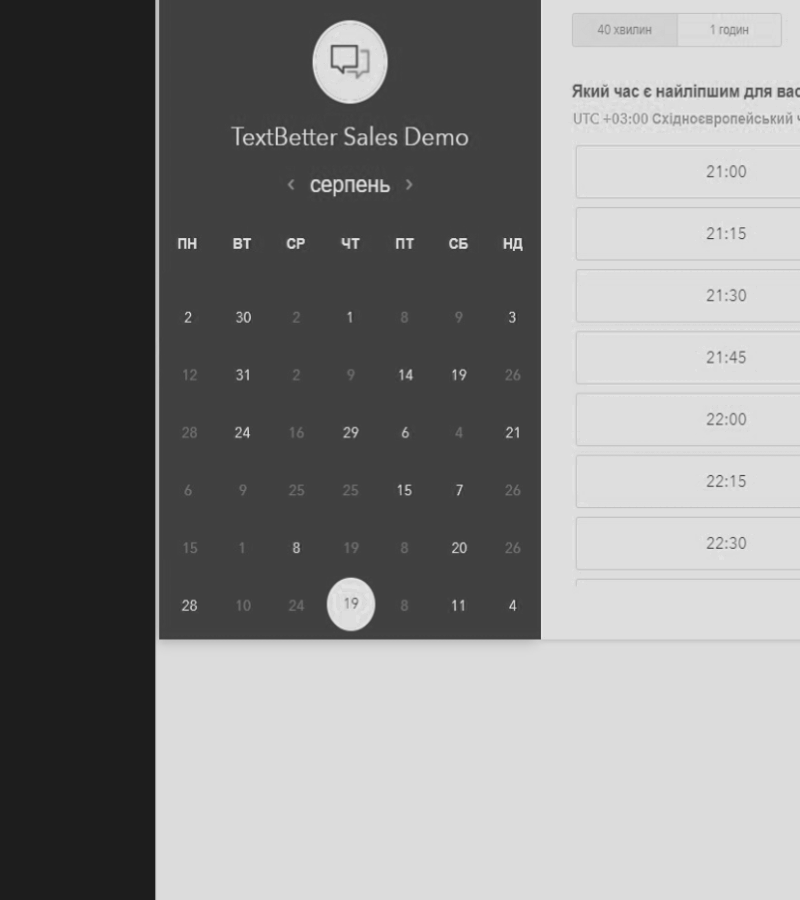 TextBetter Sales Demo
‹ серпень ›
ПН ВТ СР ЧТ ПТ СБ НД
2 30 2 1 8 9 3
12 31 2 9 14 19 26
28 24 16 29 6 4 21
6 9 25 25 15 7 26
15 1 8 19 8 20 26
28 10 24 19 8 11 4
40 хвилин 1 годин
Який час є найліпшим для вас
UTC +03:00 Східноєвропейський ч
21:00
21:15
21:30
21:45
22:00
22:15
22:30